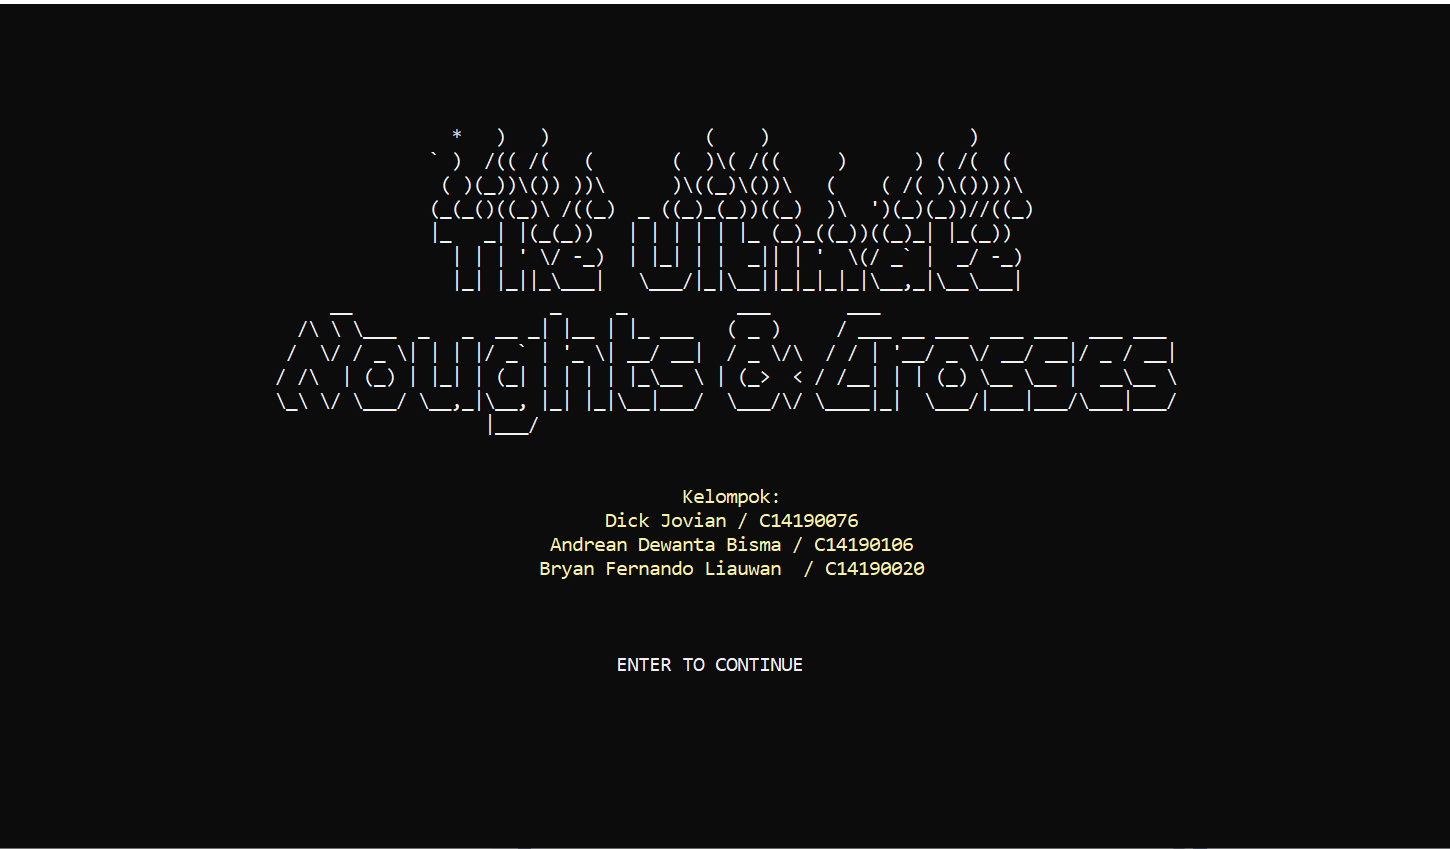 The Ultimate
Noughts & Crosses
Kelompok:
Dick Jovian / C14190076
Andrean Dewanta Bisma / C14190106
Bryan Fernando Liauwan / C14190020
ENTER TO CONTINUE